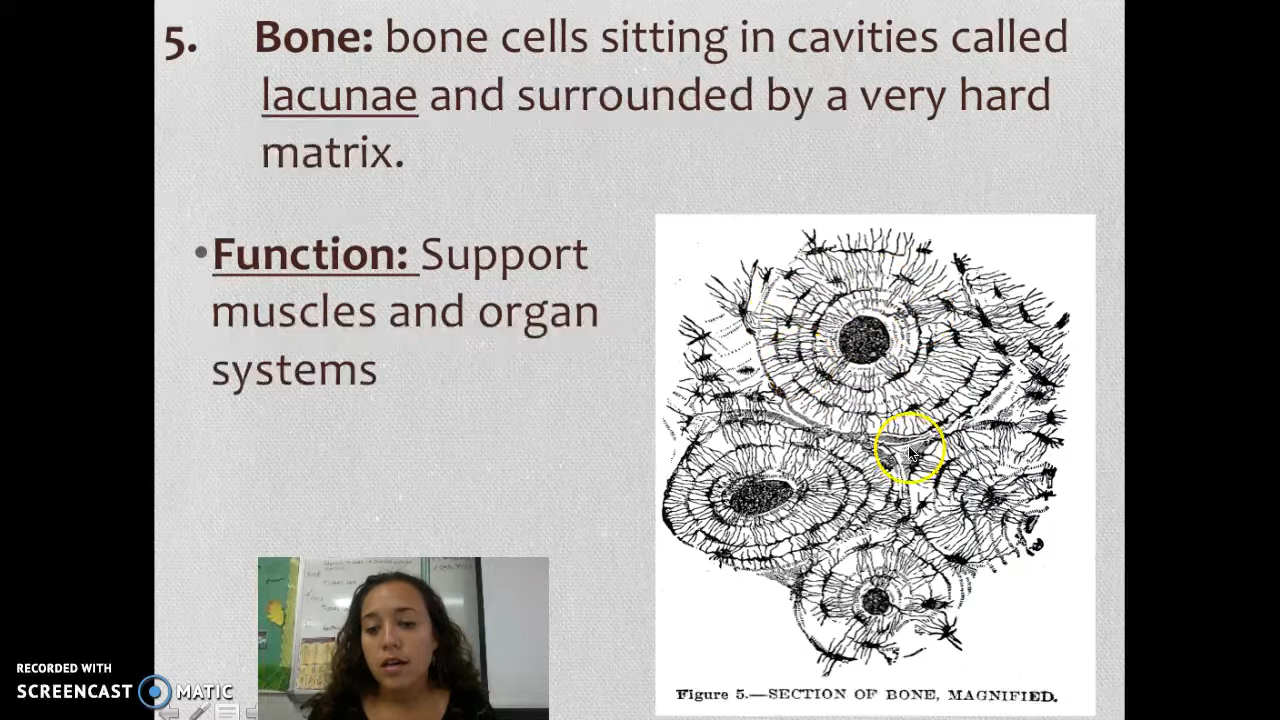 5. Bone: bone cells sitting in cavities called
lacunae and surrounded by a very hard
matrix.
•Function: Support
muscles and organ
systems
Figure 5.—SECTION OF BONE, MAGNIFIED.
RECORDED WITH
SCREENCAST MATIC